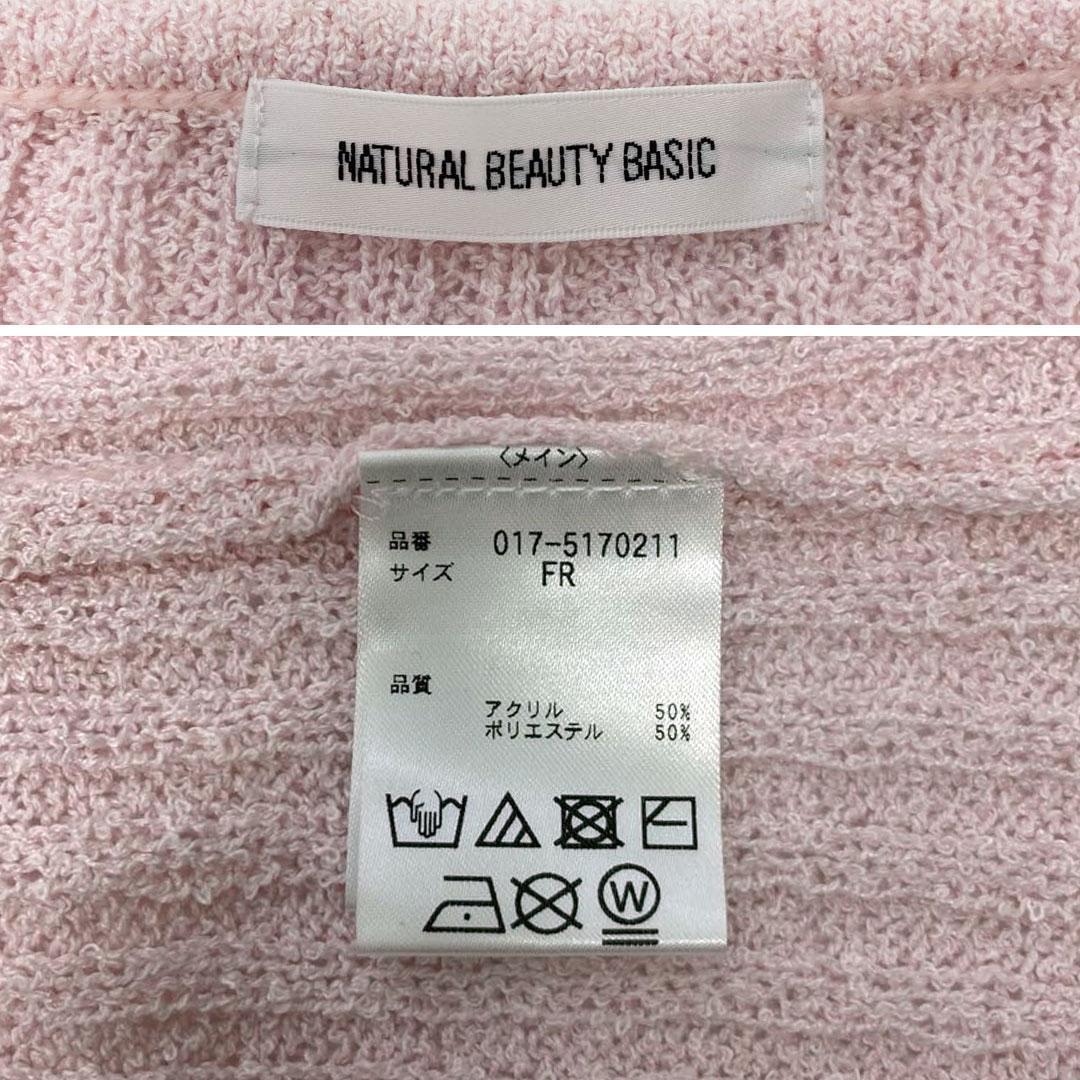 NATURAL BEAUTY BASIC
〈メイン〉
品番 017-5170211
サイズ FR
品質
アクリル 50%
ポリエステル 50%
W